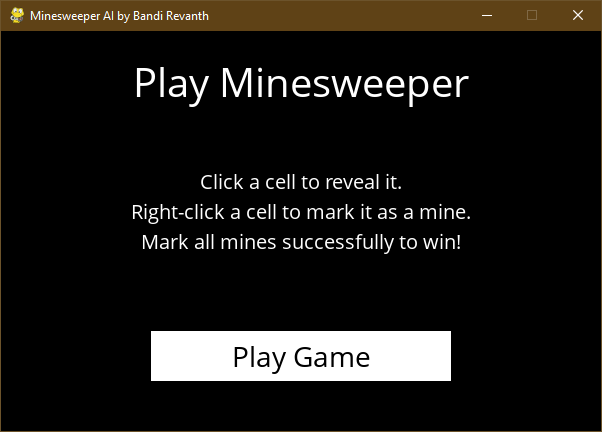 Minesweeper AI by Bandi Revanth
Play Minesweeper
Click a cell to reveal it.
Right-click a cell to mark it as a mine.
Mark all mines successfully to win!
Play Game